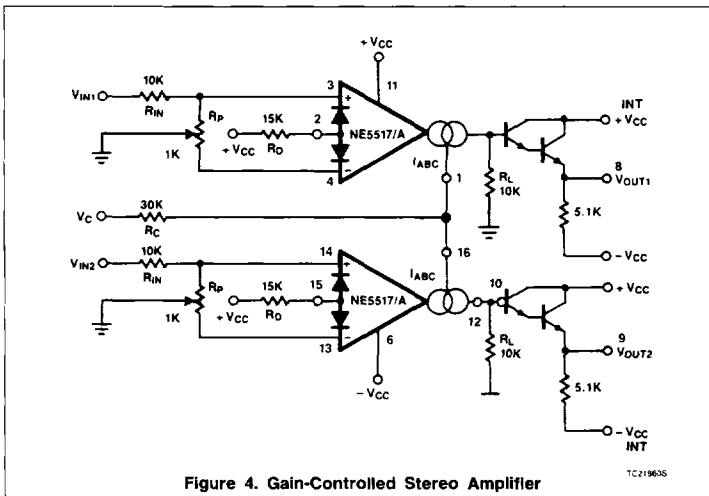 + VCC
11
VIN1
10K
RIN
RP
1K
3
+
15K
2
+ VCC
RD
NE5517/A
4
−
IABC
1
RL
10K
INT
+ VCC
8
VOUT1
5.1K
− VCC
VC
30K
RC
16
VIN2
10K
RIN
RP
1K
14
+
15K
15
+ VCC
RD
NE5517/A
13
−
6
− VCC
IABC
12
10
RL
10K
+ VCC
9
VOUT2
5.1K
− VCC
INT
TC21960S
Figure 4. Gain-Controlled Stereo Amplifier